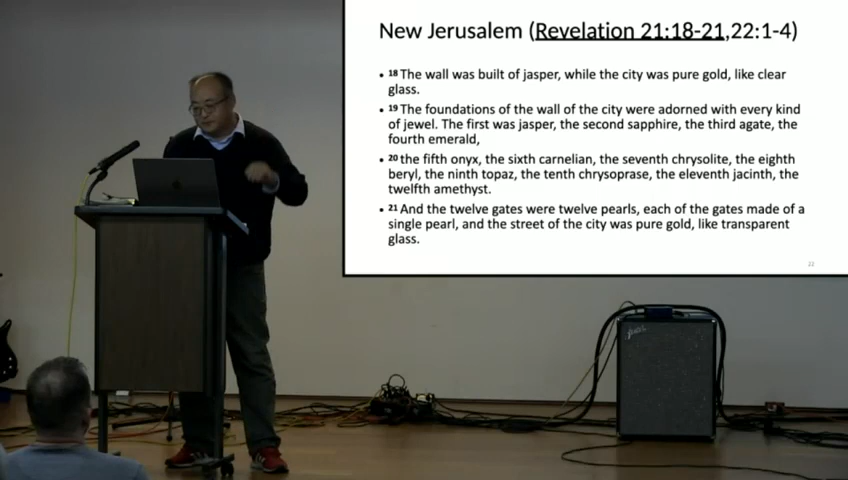 New Jerusalem (Revelation 21:18-21,22:1-4)
• 18 The wall was built of jasper, while the city was pure gold, like clear
glass.
• 19 The foundations of the wall of the city were adorned with every kind
of jewel. The first was jasper, the second sapphire, the third agate, the
fourth emerald,
• 20 the fifth onyx, the sixth carnelian, the seventh chrysolite, the eighth
beryl, the ninth topaz, the tenth chrysoprase, the eleventh jacinth, the
twelfth amethyst.
• 21 And the twelve gates were twelve pearls, each of the gates made of a
single pearl, and the street of the city was pure gold, like transparent
glass.
22